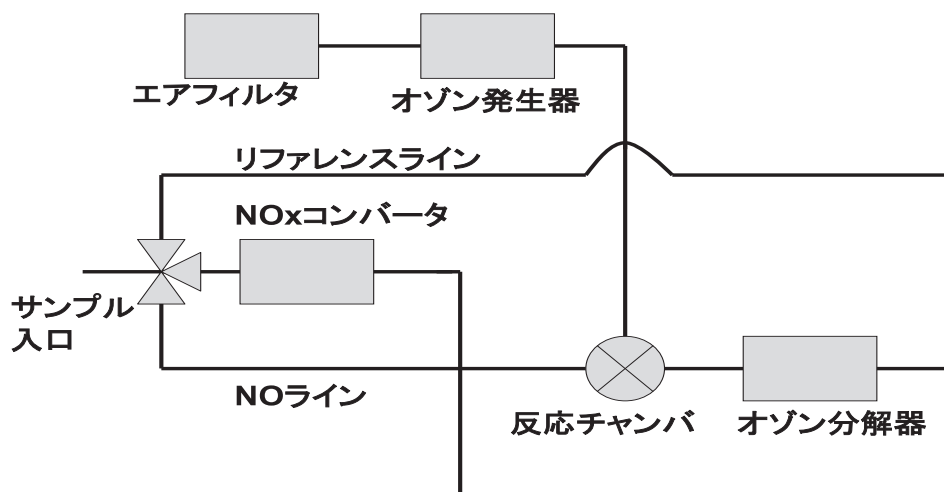 エアフィルタ
オゾン発生器
リファレンスライン
NOxコンバータ
サンプル
入口
NOライン
反応チャンバ
オゾン分解器